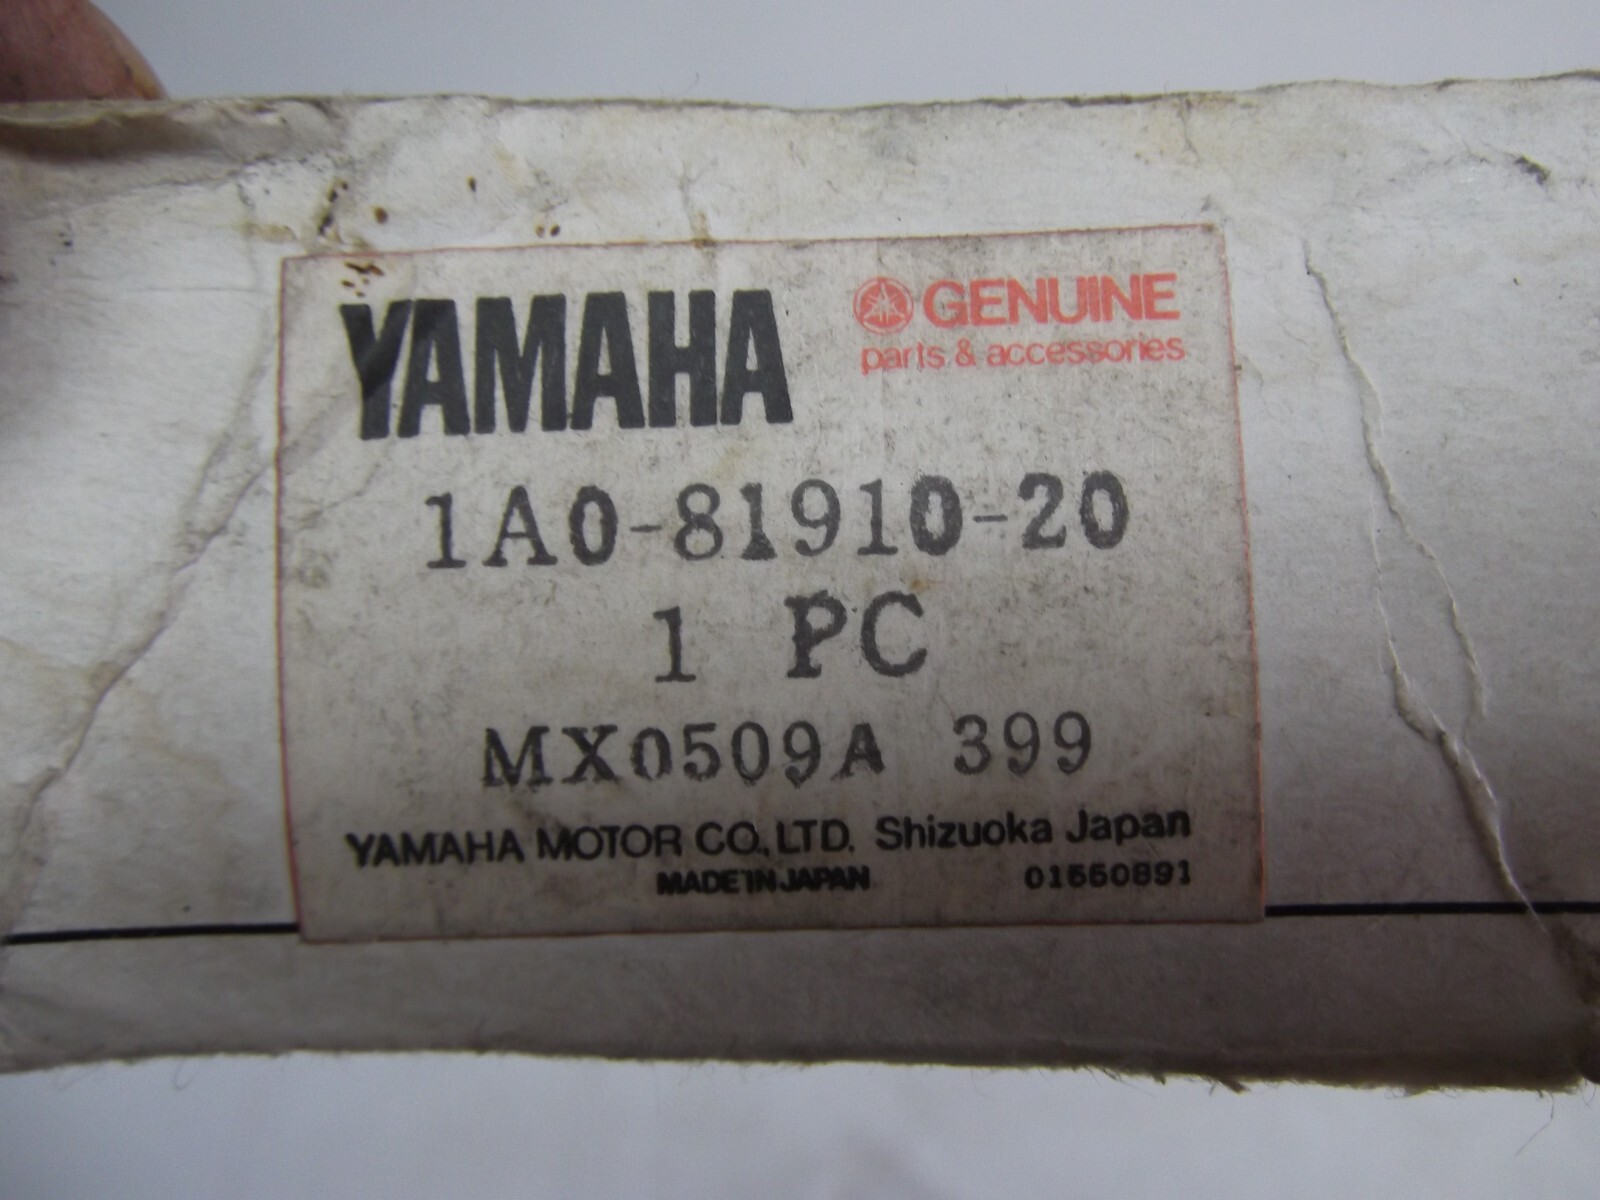 YAMAHA
GENUINE
parts & accessories
1A0-81910-20
1 PC
MX0509A 399
YAMAHA MOTOR CO.,LTD. Shizuoka Japan
MADE IN JAPAN 01550891